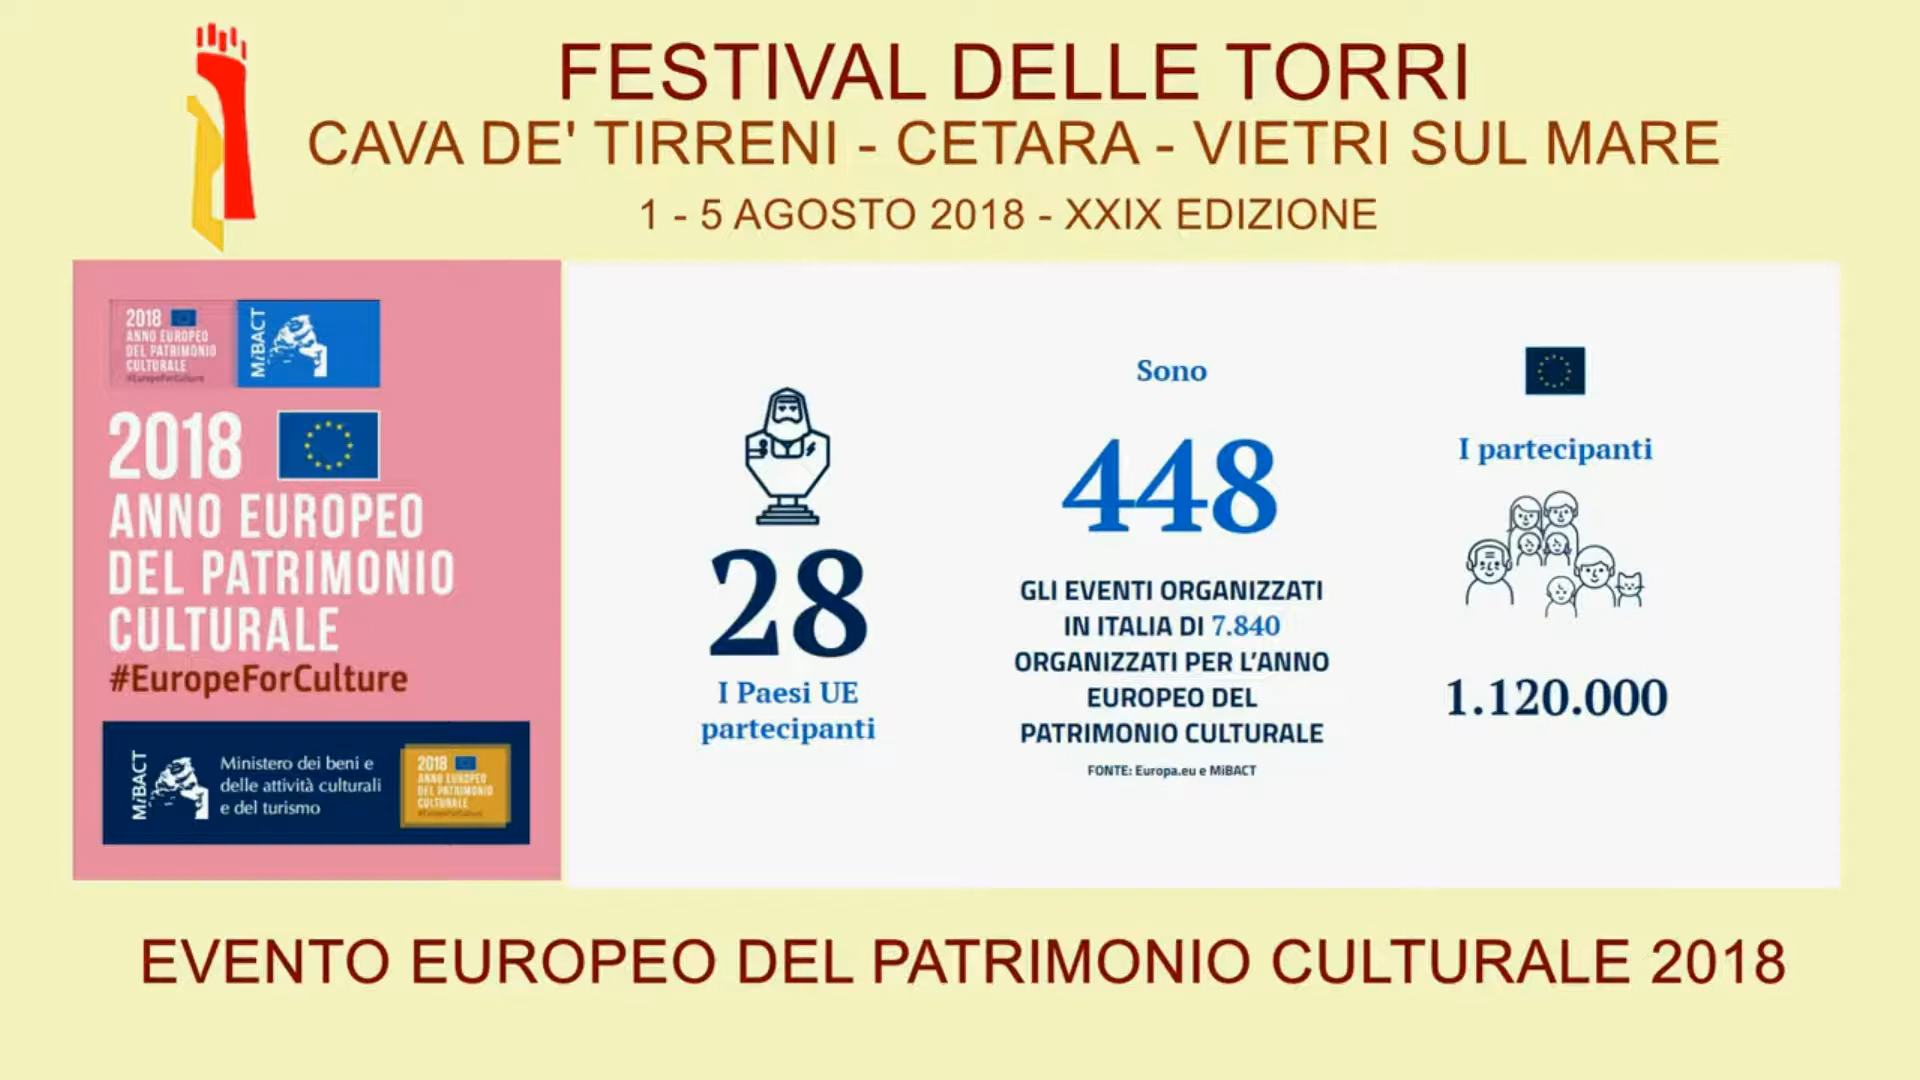 FESTIVAL DELLE TORRI
CAVA DE' TIRRENI - CETARA - VIETRI SUL MARE
1 - 5 AGOSTO 2018 - XXIX EDIZIONE
2018
ANNO EUROPEO
DEL PATRIMONIO
CULTURALE
#EuropeForCulture
MiBACT
2018
ANNO EUROPEO
DEL PATRIMONIO
CULTURALE
#EuropeForCulture
MiBACT
Ministero dei beni e
delle attività culturali
e del turismo
2018
ANNO EUROPEO
DEL PATRIMONIO
CULTURALE
#EuropeForCulture
28
I Paesi UE
partecipanti
Sono
448
GLI EVENTI ORGANIZZATI
IN ITALIA DI 7.840
ORGANIZZATI PER L'ANNO
EUROPEO DEL
PATRIMONIO CULTURALE
FONTE: Europa.eu e MiBACT
I partecipanti
1.120.000
EVENTO EUROPEO DEL PATRIMONIO CULTURALE 2018